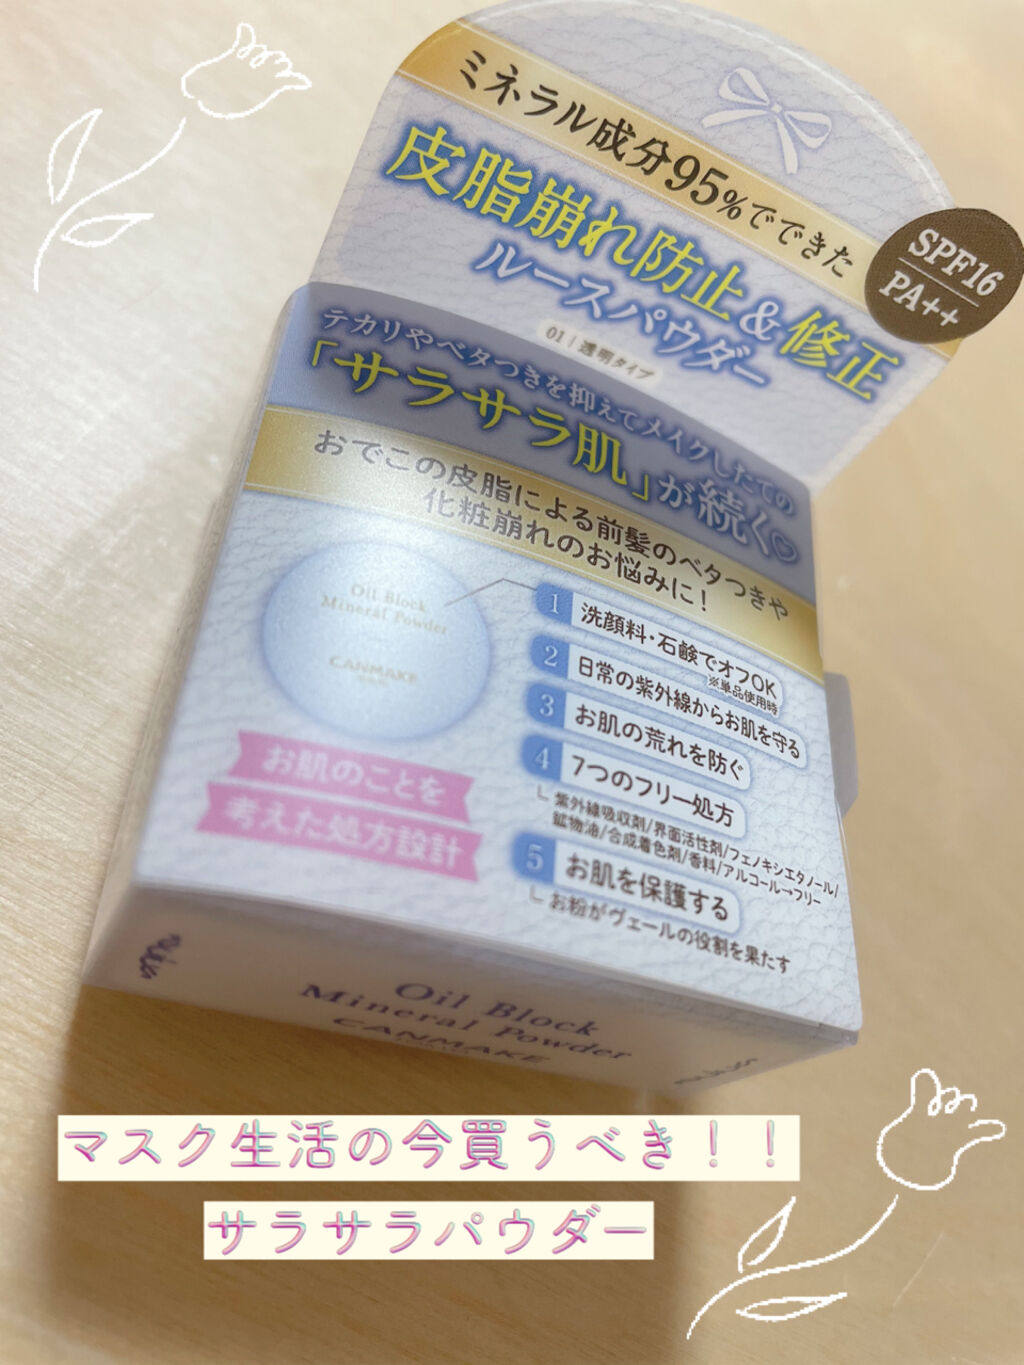 ミネラル成分95%でできた
皮脂崩れ防止&修正
ルースパウダー
01 | 透明タイプ
SPF16
PA++
テカリやベタつきを抑えてメイクしたての
「サラサラ肌」が続く♡
おでこの皮脂による前髪のベタつきや
化粧崩れのお悩みに!
Oil Block
Mineral Powder
CANMAKE
1 洗顔料・石鹸でオフOK
※単品使用時
2 日常の紫外線からお肌を守る
3 お肌の荒れを防ぐ
4 7つのフリー処方
紫外線吸収剤/界面活性剤/フェノキシエタノール/
鉱物油/合成着色剤/香料/アルコール→フリー
5 お肌を保護する
お粉がヴェールの役割を果たす
お肌のことを
考えた処方設計
Oil Block
Mineral Powder
CANMAKE
マスク生活の今買うべき！！
サラサラパウダー